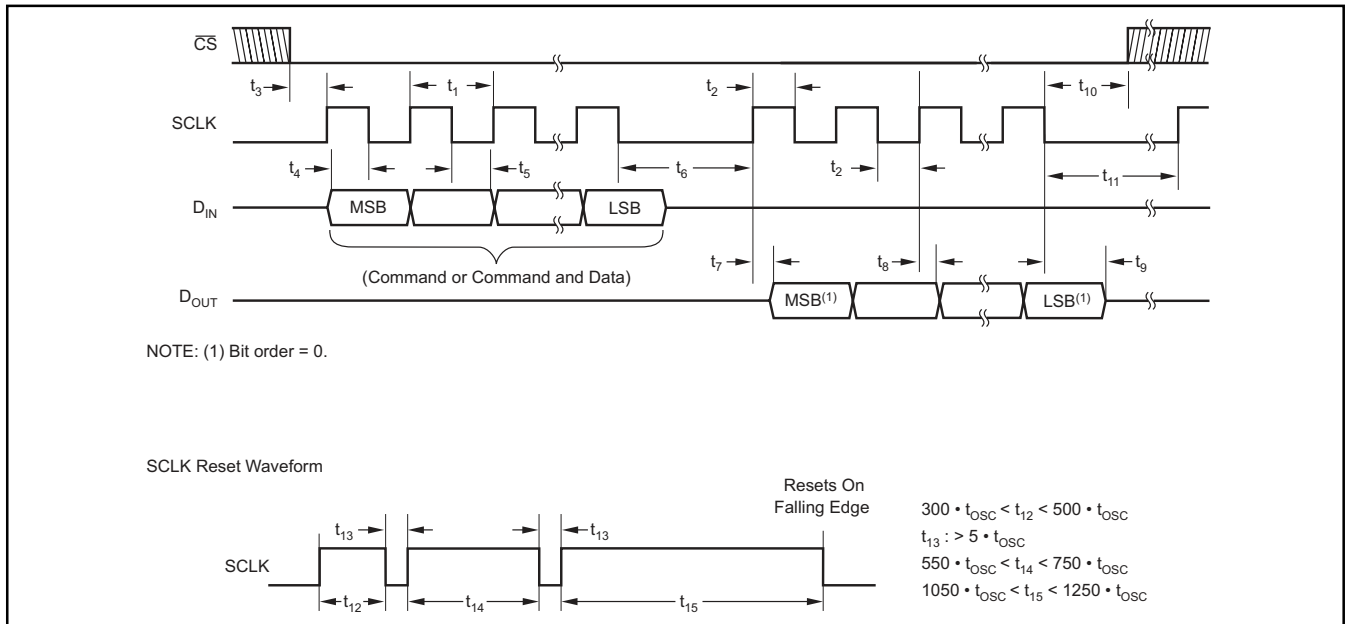 CS
t3 t1 t2 t10
SCLK
t4 t5 t6 t2 t11
DIN MSB LSB
(Command or Command and Data) t7 t8 t9
DOUT MSB(1) LSB(1)
NOTE: (1) Bit order = 0.
SCLK Reset Waveform
Resets On
Falling Edge
t13 t13
SCLK
t12 t14 t15
300 • tOSC < t12 < 500 • tOSC
t13 : > 5 • tOSC
550 • tOSC < t14 < 750 • tOSC
1050 • tOSC < t15 < 1250 • tOSC